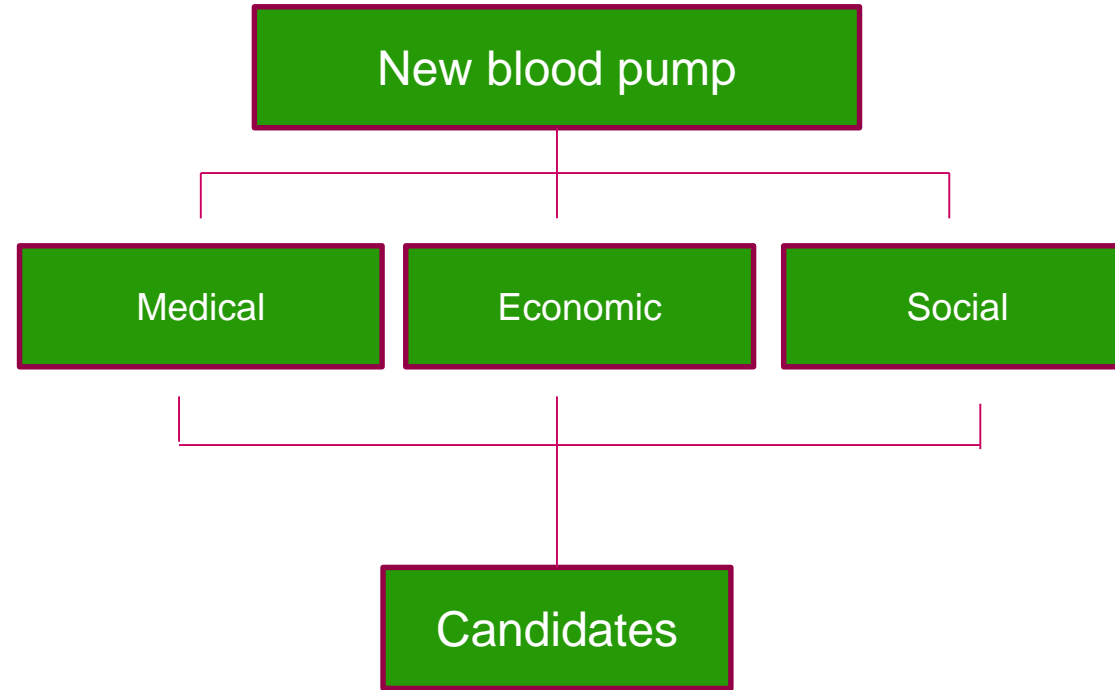 New blood pump
Medical
Economic
Social
Candidates